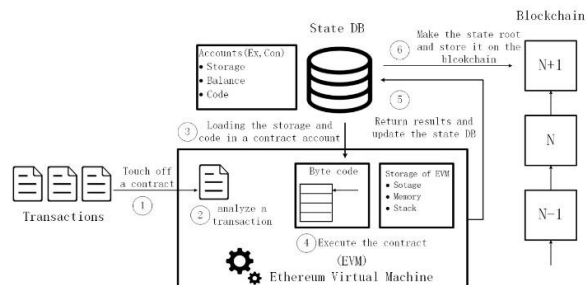 State DB
Blockchain
Accounts(Ex,Con)
• Storage
• Balance
• Code
6
Make the state root
and store it on the
blcokchain
N+1
5
Return results and
update the state DB
3
Loading the storage and
code in a contract account
N
Touch off
a contract
1
Transactions
2
analyze a
transaction
Byte code
Storage of EVM
• Sotage
• Memory
• Stack
N-1
4
Execute the contract
(EVM)
Ethereum Virtual Machine